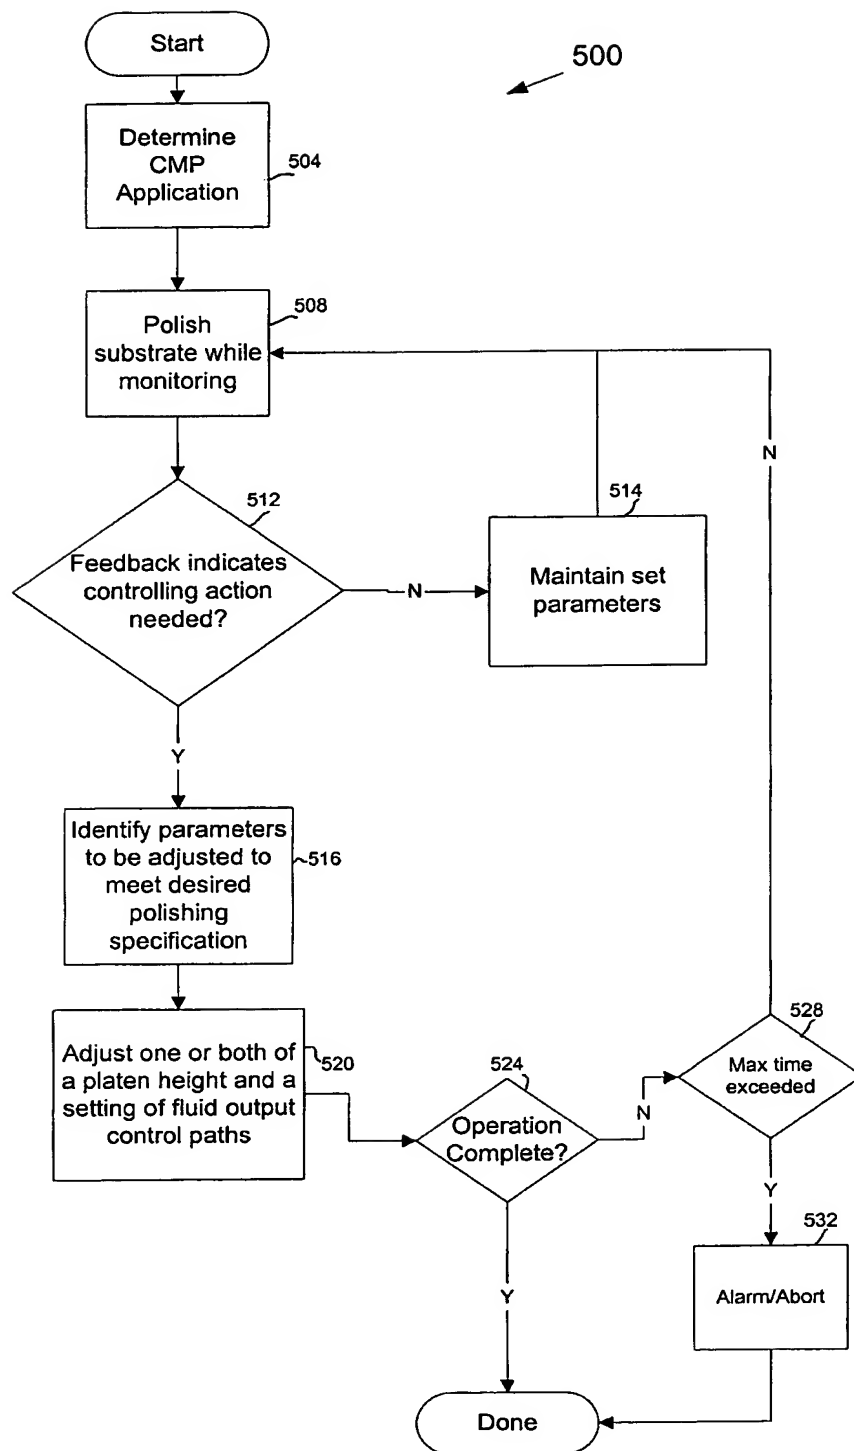 Start
500
Determine
CMP
Application
504
Polish
substrate while
monitoring
508
N
512
Feedback indicates
controlling action
needed?
N
514
Maintain set
parameters
Y
Identify parameters
to be adjusted to
meet desired
polishing
specification
516
Adjust one or both of
a platen height and a
setting of fluid output
control paths
520
524
Operation
Complete?
N
528
Max time
exceeded
Y
Y
532
Alarm/Abort
Done